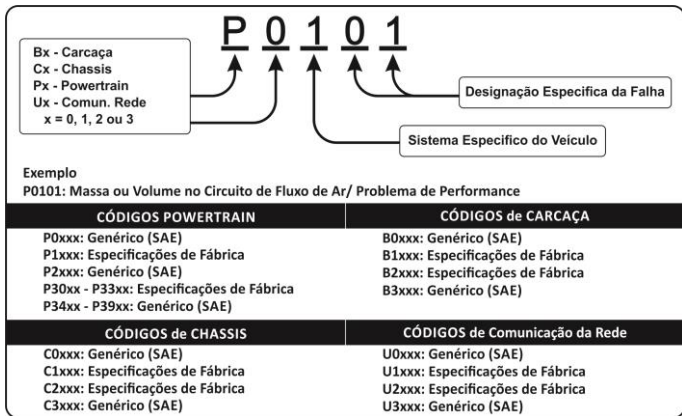 P 0 1 0 1
Bx - Carcaça
Cx - Chassis
Px - Powertrain
Ux - Comun. Rede
x = 0, 1, 2 ou 3
Designação Especifica da Falha
Sistema Especifico do Veículo
Exemplo
P0101: Massa ou Volume no Circuito de Fluxo de Ar/ Problema de Performance
CÓDIGOS POWERTRAIN
P0xxx: Genérico (SAE)
P1xxx: Especificações de Fábrica
P2xxx: Genérico (SAE)
P30xx - P33xx: Especificações de Fábrica
P34xx - P39xx: Genérico (SAE)
CÓDIGOS de CARCAÇA
B0xxx: Genérico (SAE)
B1xxx: Especificações de Fábrica
B2xxx: Especificações de Fábrica
B3xxx: Genérico (SAE)
CÓDIGOS de CHASSIS
C0xxx: Genérico (SAE)
C1xxx: Especificações de Fábrica
C2xxx: Especificações de Fábrica
C3xxx: Genérico (SAE)
CÓDIGOS de Comunicação da Rede
U0xxx: Genérico (SAE)
U1xxx: Especificações de Fábrica
U2xxx: Especificações de Fábrica
U3xxx: Genérico (SAE)